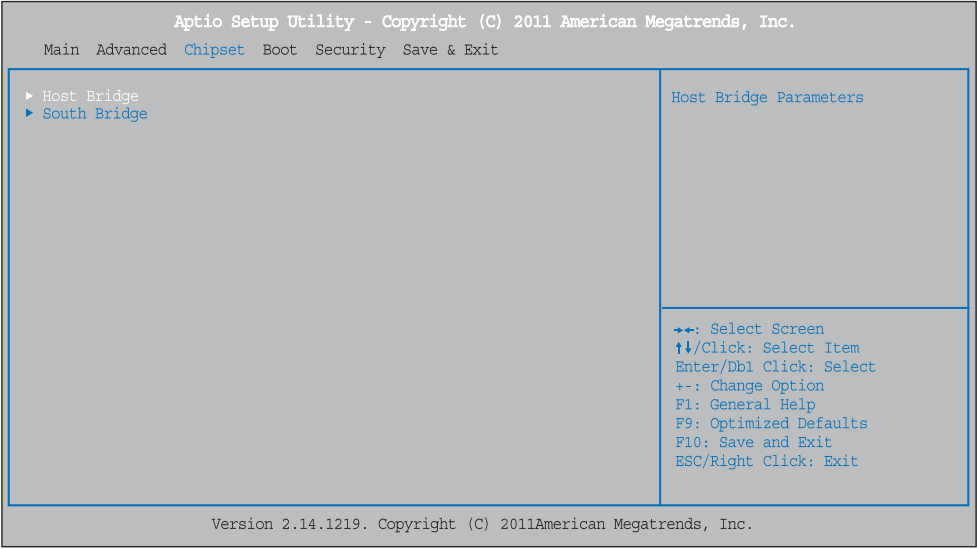 Aptio Setup Utility - Copyright (C) 2011 American Megatrends, Inc.
Main Advanced Chipset Boot Security Save & Exit
▶ Host Bridge
▶ South Bridge
Host Bridge Parameters
→←: Select Screen
↑↓/Click: Select Item
Enter/Db1 Click: Select
+-: Change Option
F1: General Help
F9: Optimized Defaults
F10: Save and Exit
ESC/Right Click: Exit
Version 2.14.1219. Copyright (C) 2011American Megatrends, Inc.